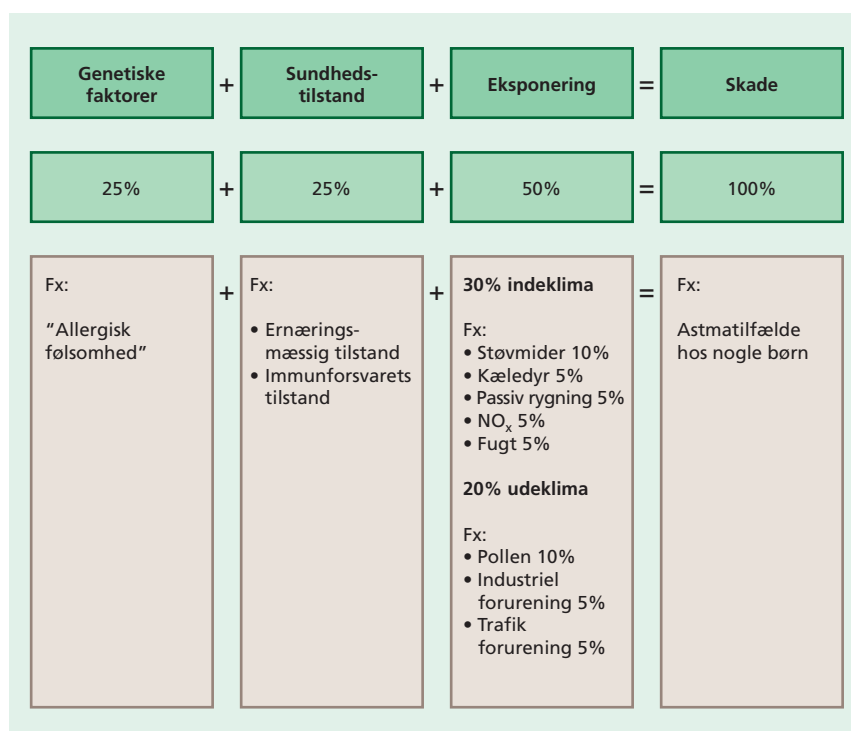 Genetiske
faktorer
+
Sundheds-
tilstand
+
Eksponering
=
Skade
25%
+
25%
+
50%
=
100%
Fx:
"Allergisk
følsomhed"
+
Fx:
• Ernærings-
mæssig tilstand
• Immunforsvarets
tilstand
+
30% indeklima
Fx:
• Støvmider 10%
• Kæledyr 5%
• Passiv rygning 5%
• NOₓ 5%
• Fugt 5%
20% udeklima
Fx:
• Pollen 10%
• Industriel
forurening 5%
• Trafik
forurening 5%
=
Fx:
Astmatilfælde
hos nogle børn